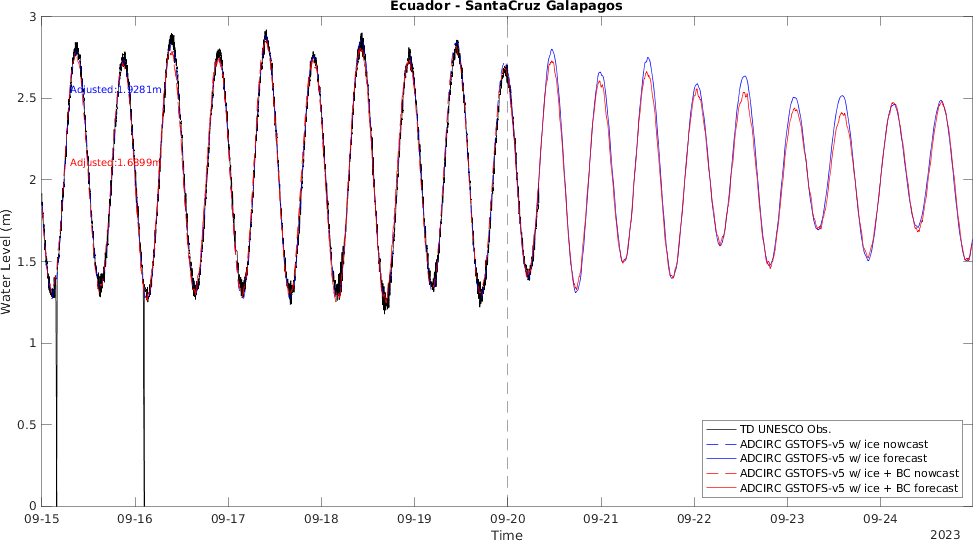 Ecuador - SantaCruz Galapagos
3
2.5
2
1.5
1
0.5
0
Water Level (m)
Adjusted:1.9281m
Adjusted:1.6899m
TD UNESCO Obs.
ADCIRC GSTOFS-v5 w/ ice nowcast
ADCIRC GSTOFS-v5 w/ ice forecast
ADCIRC GSTOFS-v5 w/ ice + BC nowcast
ADCIRC GSTOFS-v5 w/ ice + BC forecast
09-15 09-16 09-17 09-18 09-19 09-20 09-21 09-22 09-23 09-24
Time
2023